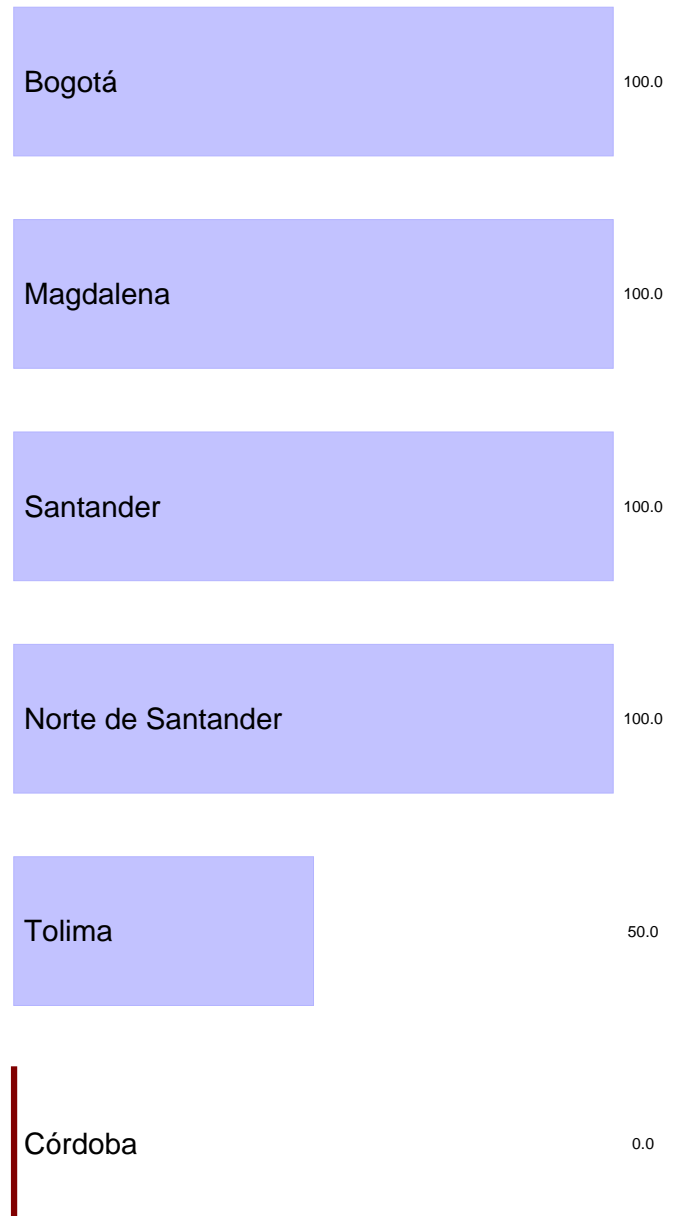 Bogotá 100.0
Magdalena 100.0
Santander 100.0
Norte de Santander 100.0
Tolima 50.0
Córdoba 0.0